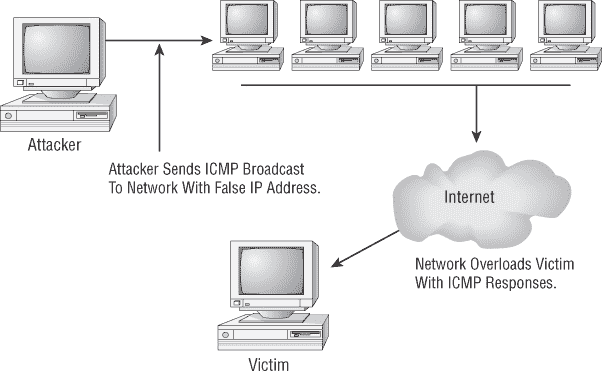 Attacker
Attacker Sends ICMP Broadcast
To Network With False IP Address.
Internet
Network Overloads Victim
With ICMP Responses.
Victim